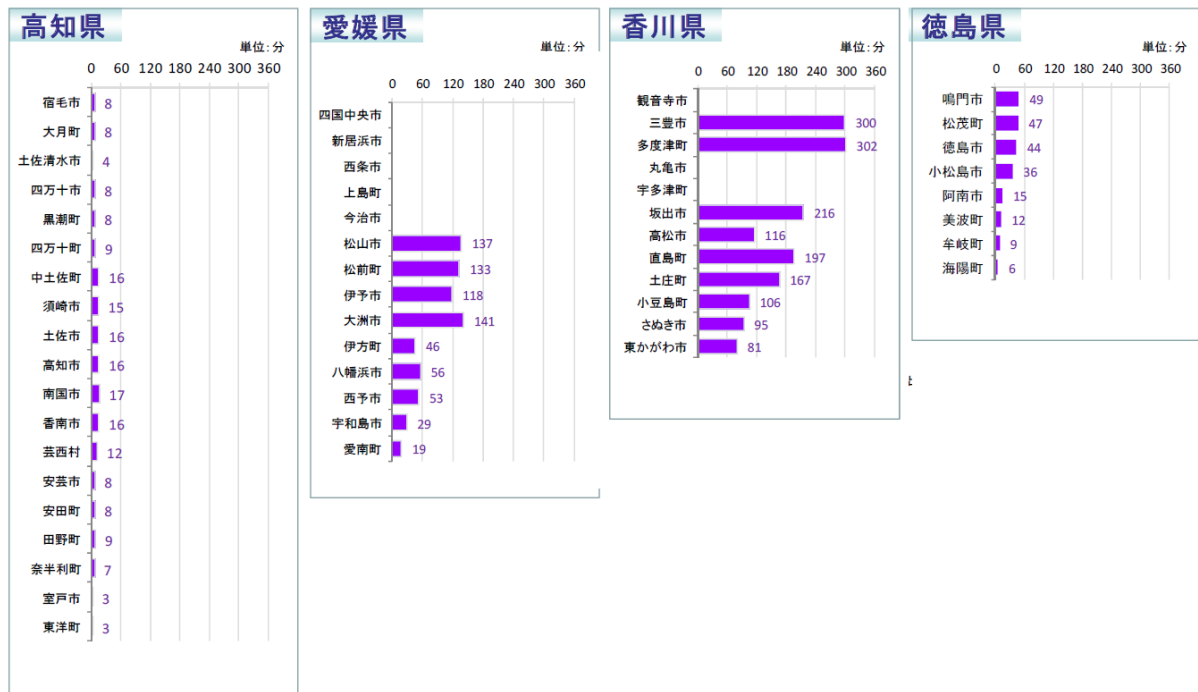 高知県
単位:分
0 60 120 180 240 300 360
宿毛市 8
大月町 8
土佐清水市 4
四万十市 8
黒潮町 8
四万十町 9
中土佐町 16
須崎市 15
土佐市 16
高知市 16
南国市 17
香南市 16
芸西村 12
安芸市 8
安田町 8
田野町 9
奈半利町 7
室戸市 3
東洋町 3
愛媛県
単位:分
0 60 120 180 240 300 360
四国中央市
新居浜市
西条市
上島町
今治市
松山市 137
松前町 133
伊予市 118
大洲市 141
伊方町 46
八幡浜市 56
西予市 53
宇和島市 29
愛南町 19
香川県
単位:分
0 60 120 180 240 300 360
観音寺市
三豊市 300
多度津町 302
丸亀市
宇多津町
坂出市 216
高松市 116
直島町 197
土庄町 167
小豆島町 106
さぬき市 95
東かがわ市 81
徳島県
単位:分
0 60 120 180 240 300 360
鳴門市 49
松茂町 47
徳島市 44
小松島市 36
阿南市 15
美波町 12
牟岐町 9
海陽町 6